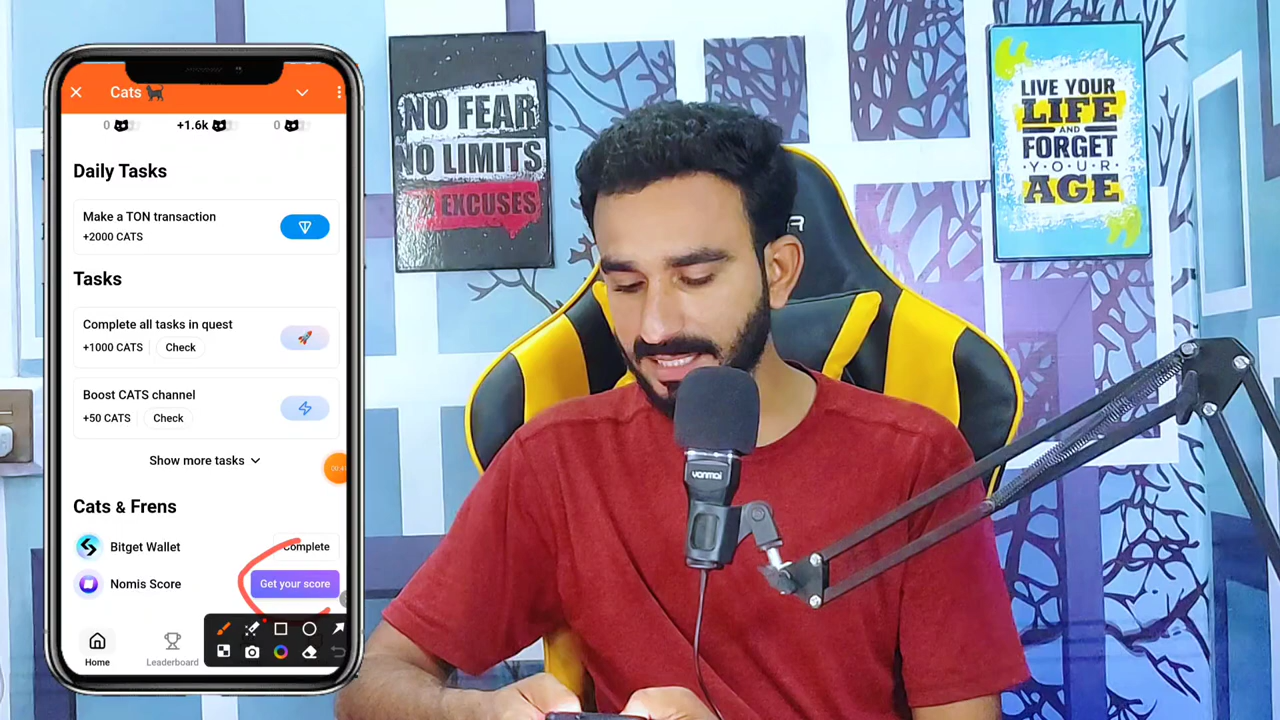 Cats 🐈‍⬛
0
+1.6k
0
Daily Tasks
Make a TON transaction
+2000 CATS
Tasks
Complete all tasks in quest
+1000 CATS
Check
Boost CATS channel
+50 CATS
Check
Show more tasks
Cats & Frens
Bitget Wallet
Complete
Nomis Score
Get your score
Home
Leaderboard
NO FEAR
NO LIMITS
EXCUSES
LIVE YOUR
LIFE
AND
FORGET
YOUR
AGE
R
vanmai